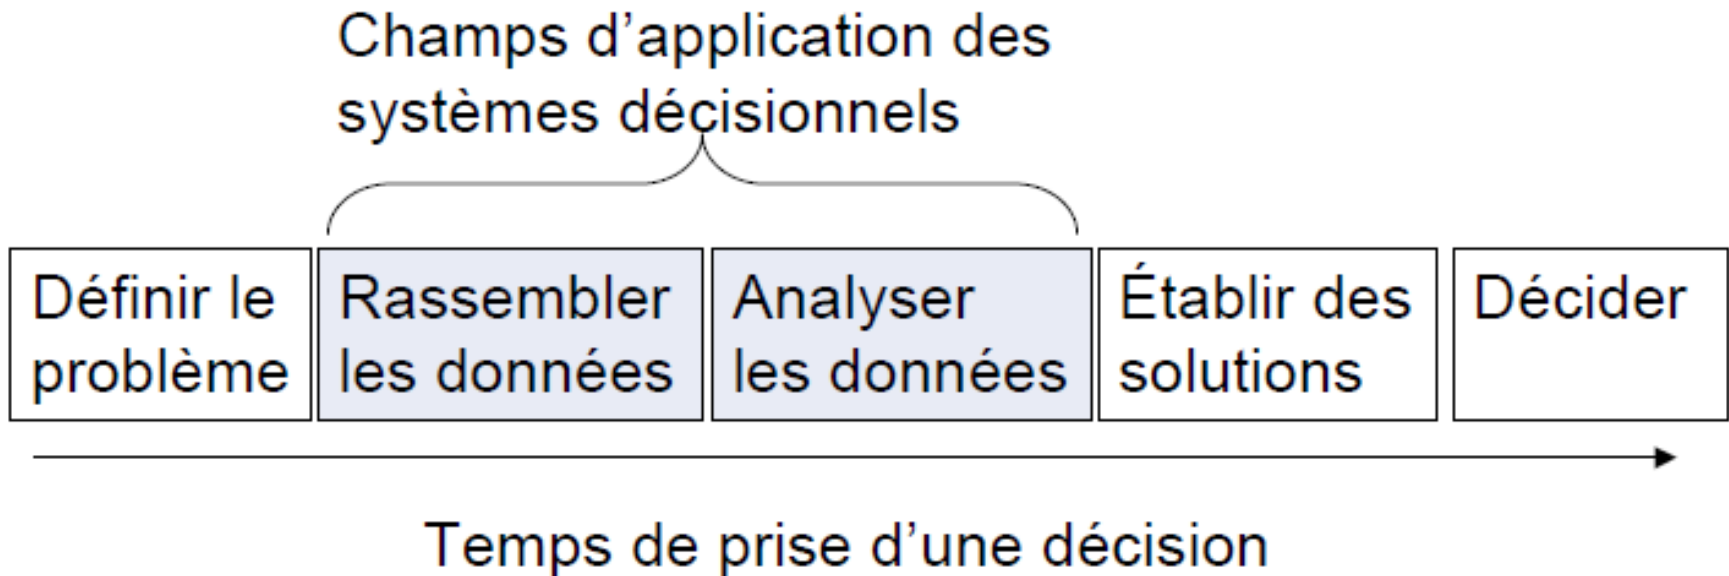 Champs d’application des
systèmes décisionnels
Définir le
problème
Rassembler
les données
Analyser
les données
Établir des
solutions
Décider
Temps de prise d’une décision